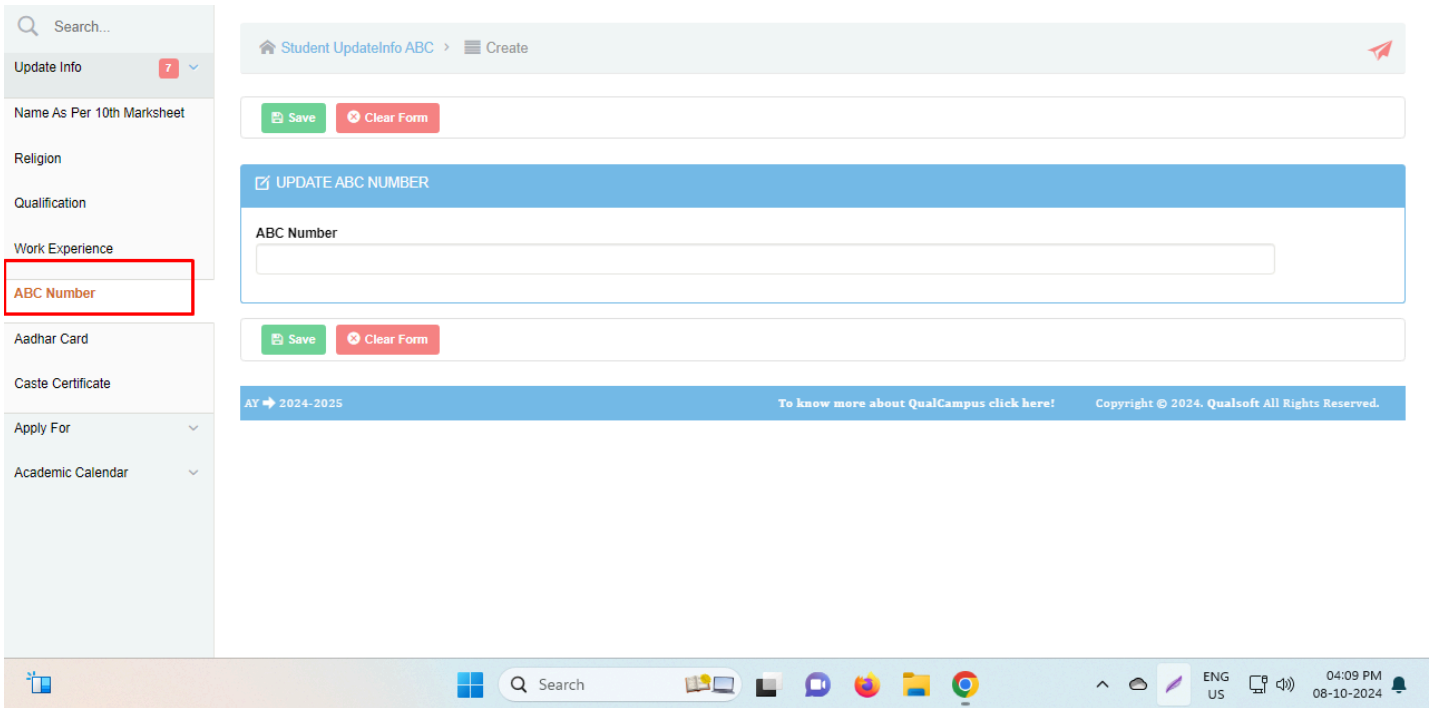 Search...
Update Info 7
Name As Per 10th Marksheet
Religion
Qualification
Work Experience
ABC Number
Aadhar Card
Caste Certificate
Apply For
Academic Calendar
Student UpdateInfo ABC > Create
Save Clear Form
UPDATE ABC NUMBER
ABC Number
Save Clear Form
AY 2024-2025 To know more about QualCampus click here! Copyright © 2024. Qualsoft All Rights Reserved.
Search
ENG
US
04:09 PM
08-10-2024